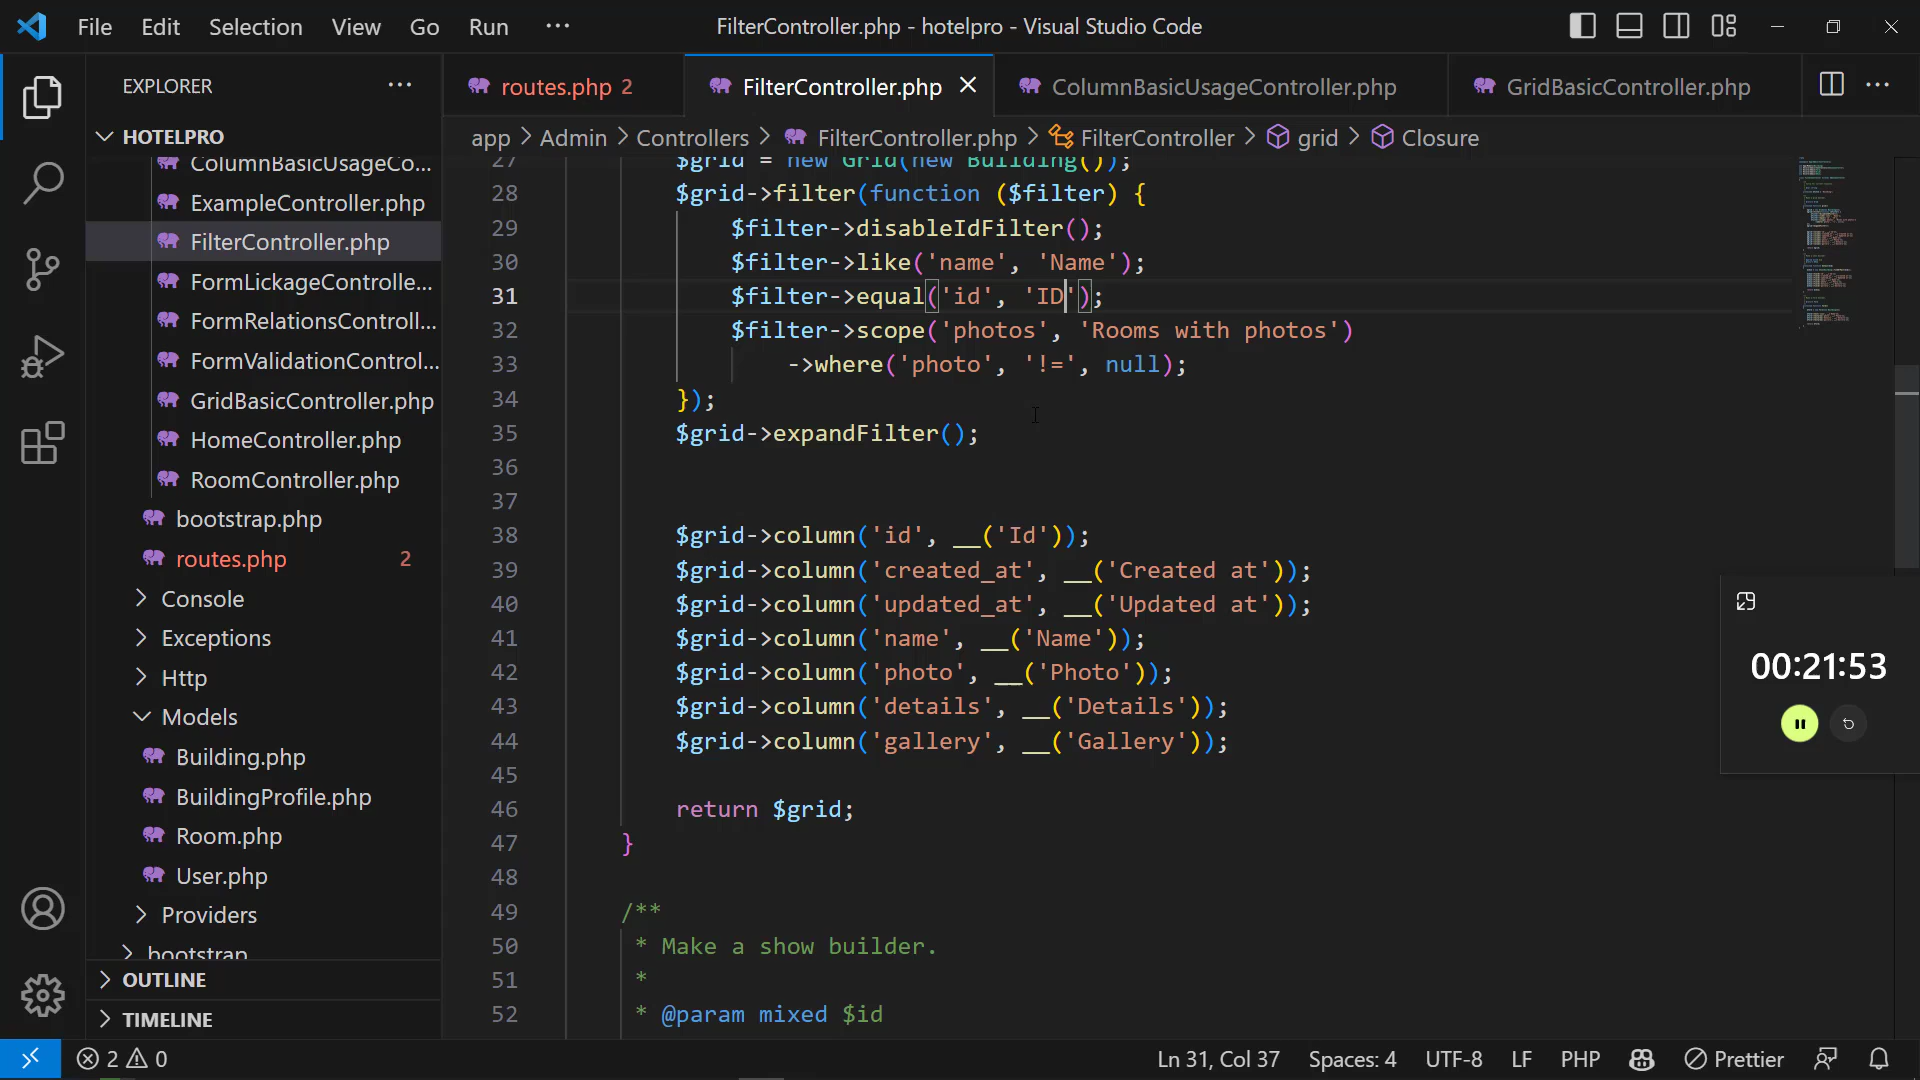 File Edit Selection View Go Run ··· FilterController.php - hotelpro - Visual Studio Code
EXPLORER ···
routes.php 2
FilterController.php
ColumnBasicUsageController.php
GridBasicController.php
app > Admin > Controllers > FilterController.php > FilterController > grid > Closure
HOTELPRO
ColumnBasicUsageCo...
ExampleController.php
FilterController.php
FormLickageControlle...
FormRelationsControll...
FormValidationControl...
GridBasicController.php
HomeController.php
RoomController.php
bootstrap.php
routes.php 2
Console
Exceptions
Http
Models
Building.php
BuildingProfile.php
Room.php
User.php
Providers
bootstrap
OUTLINE
TIMELINE
27 $grid = new Grid(new Building());
28 $grid->filter(function ($filter) {
29 $filter->disableIdFilter();
30 $filter->like('name', 'Name');
31 $filter->equal('id', 'ID');
32 $filter->scope('photos', 'Rooms with photos')
33 ->where('photo', '!=', null);
34 });
35 $grid->expandFilter();
36
37
38 $grid->column('id', __('Id'));
39 $grid->column('created_at', __('Created at'));
40 $grid->column('updated_at', __('Updated at'));
41 $grid->column('name', __('Name'));
42 $grid->column('photo', __('Photo'));
43 $grid->column('details', __('Details'));
44 $grid->column('gallery', __('Gallery'));
45
46 return $grid;
47 }
48
49 /**
50 * Make a show builder.
51 *
52 * @param mixed $id
00:21:53
2 0
Ln 31, Col 37 Spaces: 4 UTF-8 LF PHP Prettier